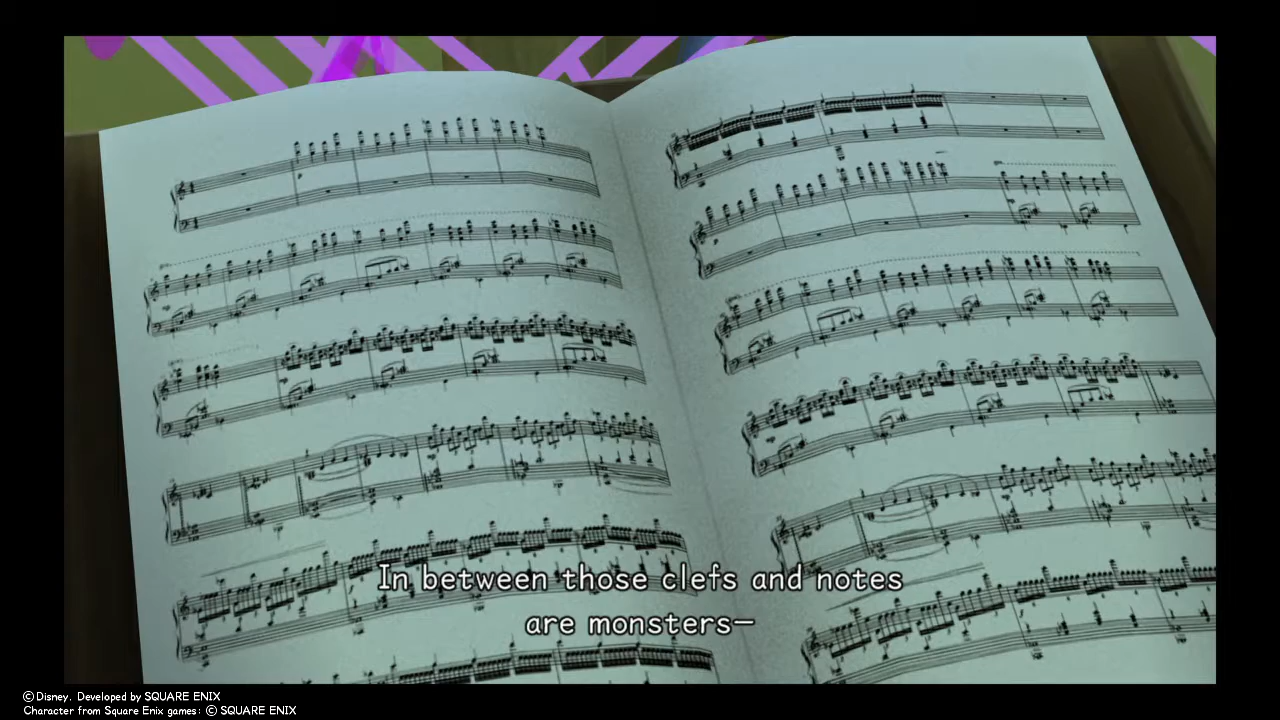 In between those clefs and notes
are monsters—
©Disney. Developed by SQUARE ENIX
Character from Square Enix games: © SQUARE ENIX